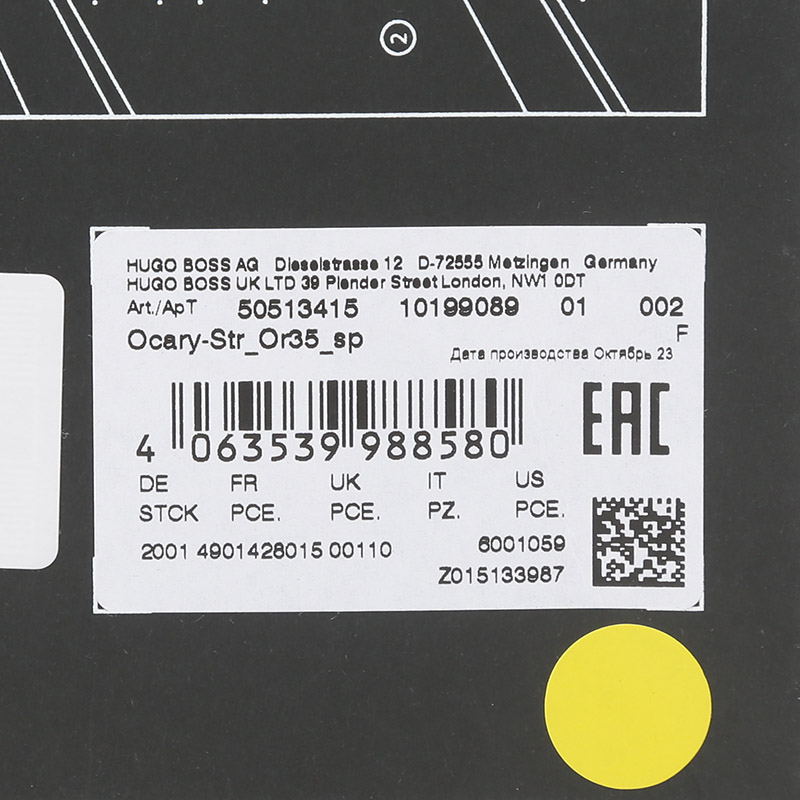 2
HUGO BOSS AG Dieselstrasse 12 D-72555 Metzingen Germany
HUGO BOSS UK LTD 39 Plender Street London, NW1 0DT
Art./АрТ 50513415 10199089 01 002
Ocary-Str_Or35_sp F
Дата производства Октябрь 23
EAC
4 063539 988580
DE FR UK IT US
STCK PCE. PCE. PZ. PCE.
2001 4901428015 00110 6001059
Z015133987